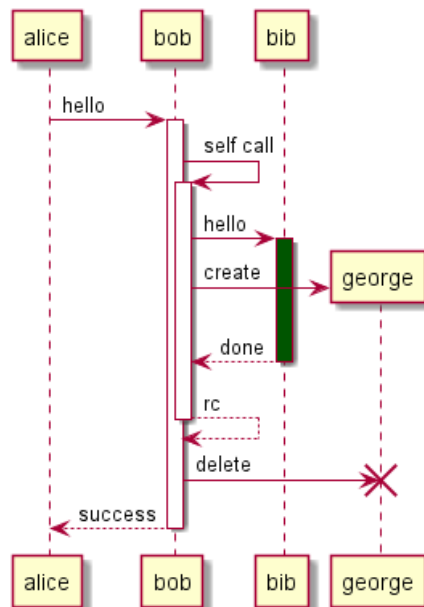 alice bob bib
hello
self call
hello
create
george
done
rc
delete
success
alice bob bib george